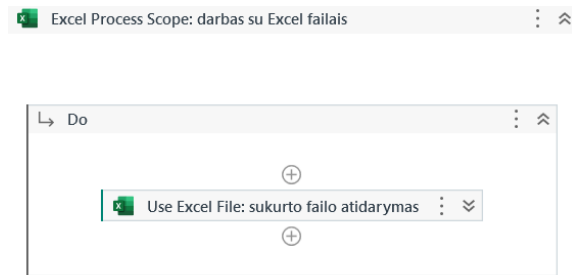 Excel Process Scope: darbas su Excel failais
Do
Use Excel File: sukurto failo atidarymas